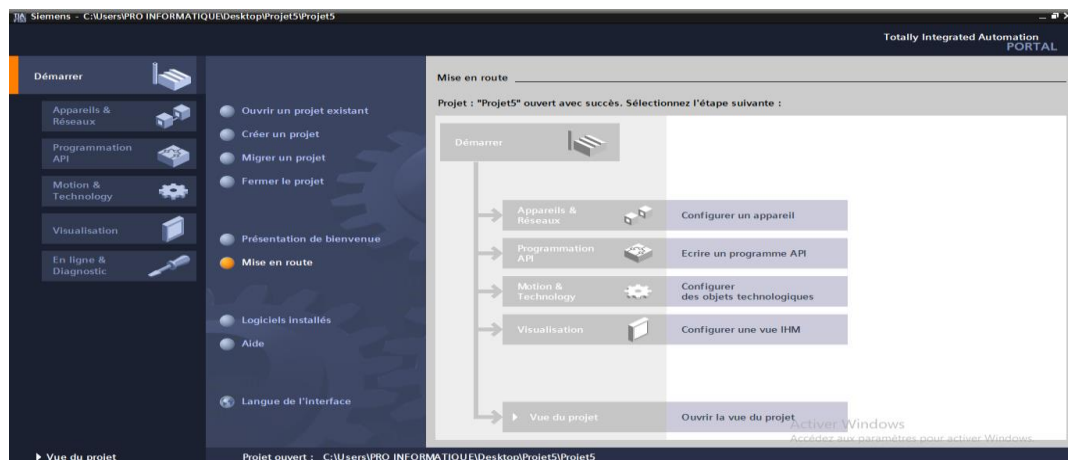 Siemens - C:\Users\PRO INFORMATIQUE\Desktop\Projet5\Projet5
Totally Integrated Automation
PORTAL
Démarrer
Appareils &
Réseaux
Programmation
API
Motion &
Technology
Visualisation
En ligne &
Diagnostic
Ouvrir un projet existant
Créer un projet
Migrer un projet
Fermer le projet
Présentation de bienvenue
Mise en route
Logiciels installés
Aide
Langue de l'interface
Mise en route
Projet : "Projet5" ouvert avec succès. Sélectionnez l'étape suivante :
Démarrer
Appareils &
Réseaux
Configurer un appareil
Programmation
API
Ecrire un programme API
Motion &
Technology
Configurer
des objets technologiques
Visualisation
Configurer une vue IHM
Vue du projet
Ouvrir la vue du projet
Activer Windows
Accédez aux paramètres pour activer Windows.
Vue du projet
Projet ouvert : C:\Users\PRO INFORMATIQUE\Desktop\Projet5\Projet5